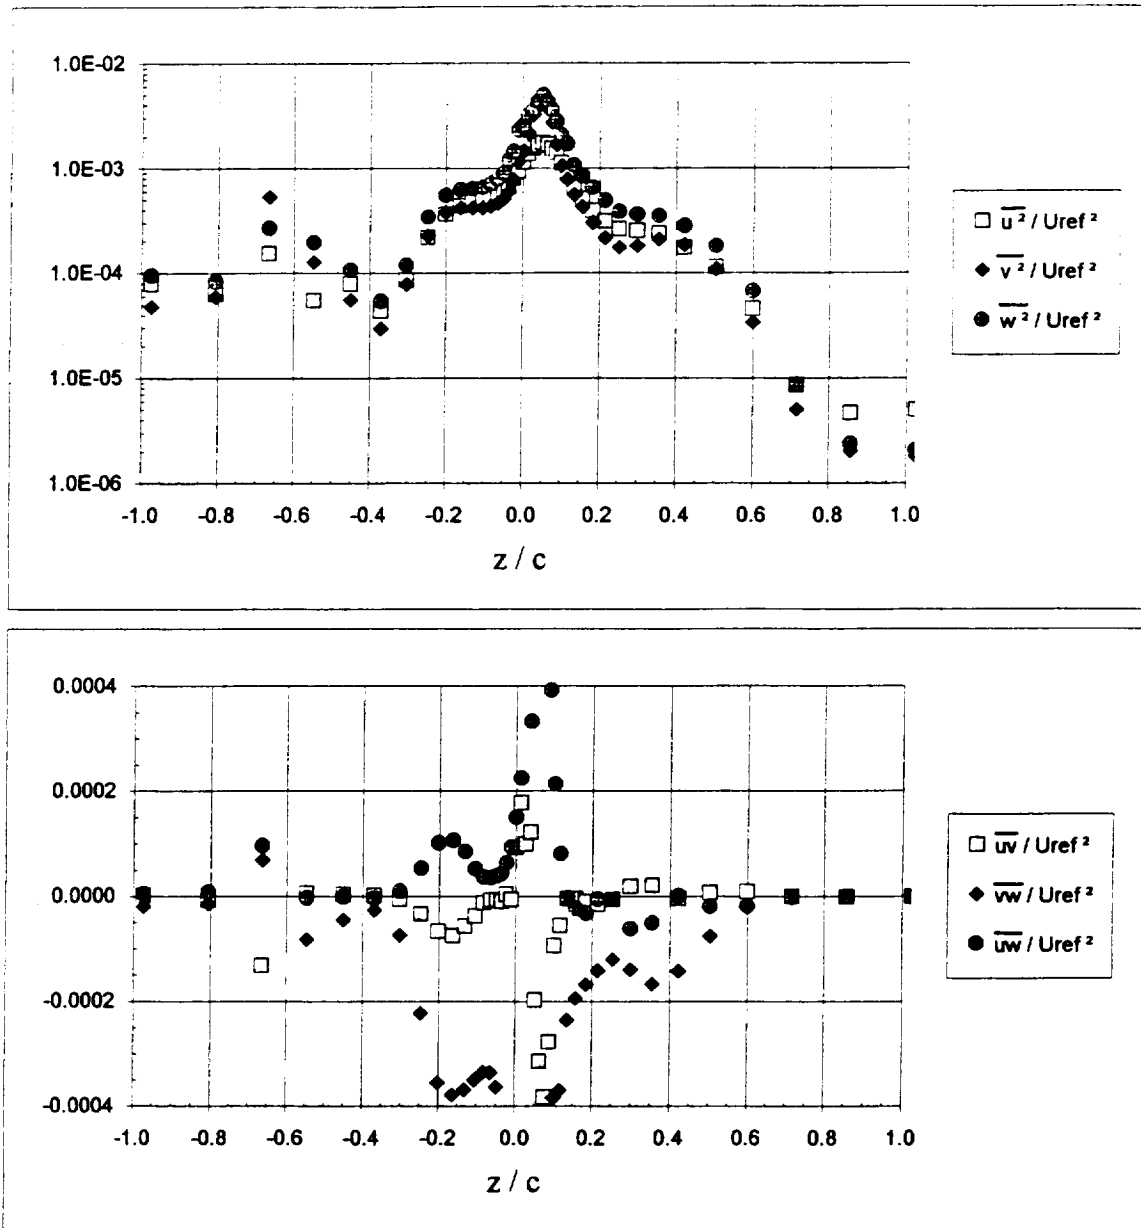 1.0E-02
1.0E-03
1.0E-04
1.0E-05
1.0E-06
-1.0 -0.8 -0.6 -0.4 -0.2 0.0 0.2 0.4 0.6 0.8 1.0
z / c
u² / Uref²
v² / Uref²
w² / Uref²
0.0004
0.0002
0.0000
-0.0002
-0.0004
-1.0 -0.8 -0.6 -0.4 -0.2 0.0 0.2 0.4 0.6 0.8 1.0
z / c
uv / Uref²
vw / Uref²
uw / Uref²